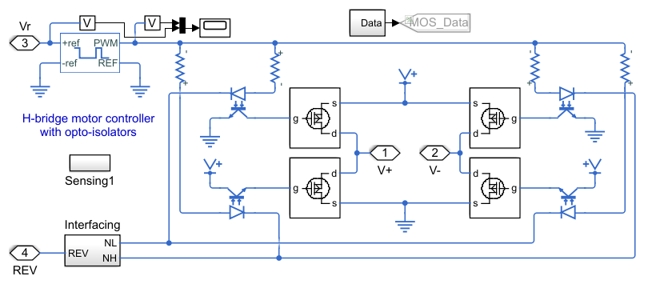 Vr
3
V
V
+ref PWM
-ref REF
Data
MOS_Data
H-bridge motor controller
with opto-isolators
Sensing1
V+
s
g
d
s
g
d
1
V+
2
V-
V+
d
g
s
d
g
s
V+
Interfacing
REV
NL
NH
4
REV